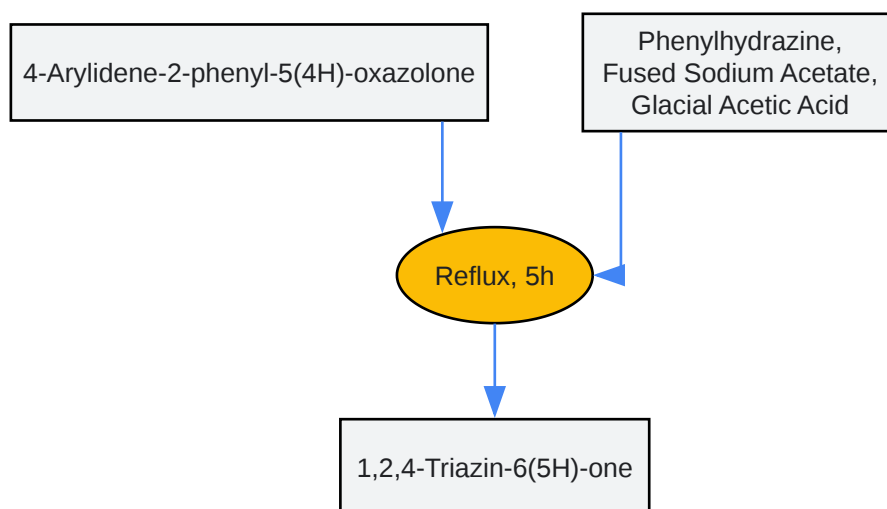 4-Arylidene-2-phenyl-5(4H)-oxazolone
Phenylhydrazine,
Fused Sodium Acetate,
Glacial Acetic Acid
Reflux, 5h
1,2,4-Triazin-6(5H)-one